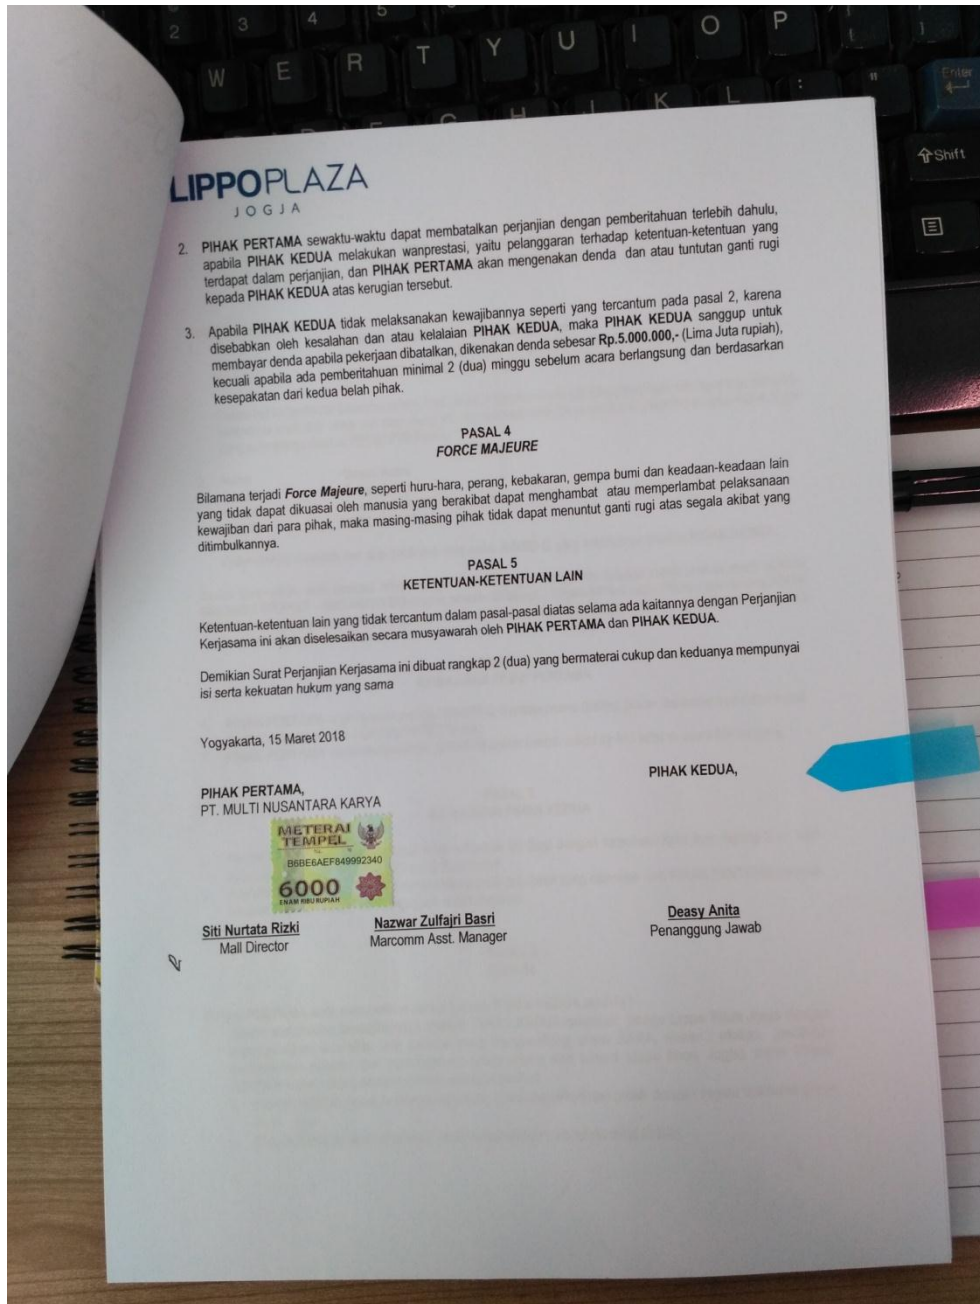 2 3 4 5
W E R T Y U I O P
Enter
K L : "
Shift
LIPPOPLAZA
JOGJA
2. PIHAK PERTAMA sewaktu-waktu dapat membatalkan perjanjian dengan pemberitahuan terlebih dahulu,
apabila PIHAK KEDUA melakukan wanprestasi, yaitu pelanggaran terhadap ketentuan-ketentuan yang
terdapat dalam perjanjian, dan PIHAK PERTAMA akan mengenakan denda dan atau tuntutan ganti rugi
kepada PIHAK KEDUA atas kerugian tersebut.
3. Apabila PIHAK KEDUA tidak melaksanakan kewajibannya seperti yang tercantum pada pasal 2, karena
disebabkan oleh kesalahan dan atau kelalaian PIHAK KEDUA, maka PIHAK KEDUA sanggup untuk
membayar denda apabila pekerjaan dibatalkan, dikenakan denda sebesar Rp.5.000.000,- (Lima Juta rupiah),
kecuali apabila ada pemberitahuan minimal 2 (dua) minggu sebelum acara berlangsung dan berdasarkan
kesepakatan dari kedua belah pihak.
PASAL 4
FORCE MAJEURE
Bilamana terjadi Force Majeure, seperti huru-hara, perang, kebakaran, gempa bumi dan keadaan-keadaan lain
yang tidak dapat dikuasai oleh manusia yang berakibat dapat menghambat atau memperlambat pelaksanaan
kewajiban dari para pihak, maka masing-masing pihak tidak dapat menuntut ganti rugi atas segala akibat yang
ditimbulkannya.
PASAL 5
KETENTUAN-KETENTUAN LAIN
Ketentuan-ketentuan lain yang tidak tercantum dalam pasal-pasal diatas selama ada kaitannya dengan Perjanjian
Kerjasama ini akan diselesaikan secara musyawarah oleh PIHAK PERTAMA dan PIHAK KEDUA.
Demikian Surat Perjanjian Kerjasama ini dibuat rangkap 2 (dua) yang bermaterai cukup dan keduanya mempunyai
isi serta kekuatan hukum yang sama
Yogyakarta, 15 Maret 2018
PIHAK PERTAMA, PIHAK KEDUA,
PT. MULTI NUSANTARA KARYA
METERAI
TEMPEL
B6BE6AEF849992340
6000
ENAM RIBU RUPIAH
Siti Nurtata Rizki Nazwar Zulfajri Basri Deasy Anita
Mall Director Marcomm Asst. Manager Penanggung Jawab